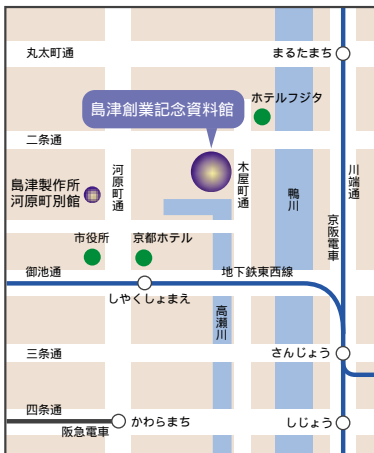 丸太町通
まるたまち
島津創業記念資料館
ホテルフジタ
二条通
河原町通
木屋町通
川端通
島津製作所
河原町別館
鴨川
京阪電車
市役所
京都ホテル
御池通
地下鉄東西線
しやくしょまえ
高瀬川
三条通
さんじょう
四条通
かわらまち
しじょう
阪急電車